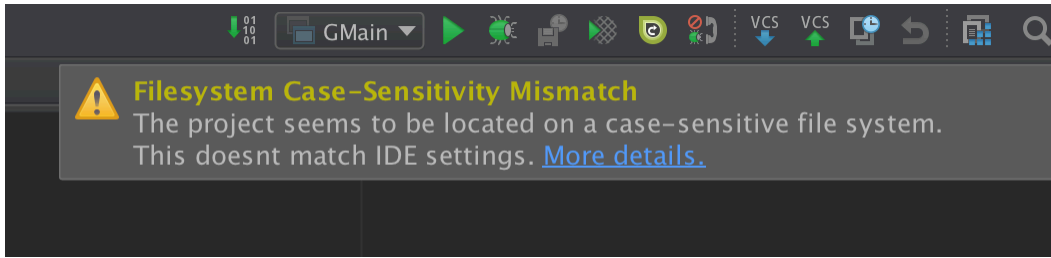 01
10
01
GMain
VCS
VCS
Filesystem Case-Sensitivity Mismatch
The project seems to be located on a case-sensitive file system.
This doesnt match IDE settings. More details.